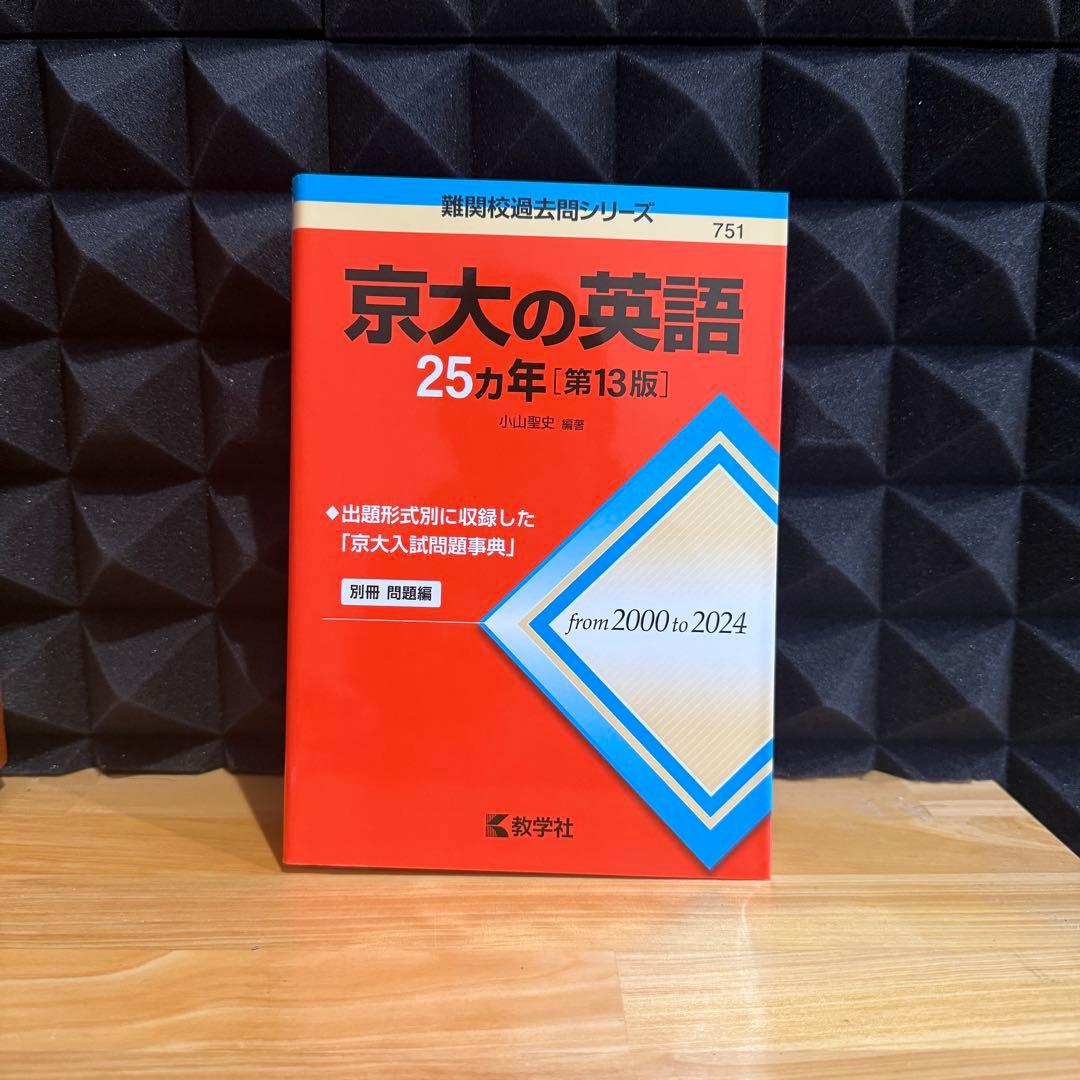 難関校過去問シリーズ
751
京大の英語
25ヵ年[第13版]
小山聖史 編著
◆出題形式別に収録した
「京大入試問題事典」
別冊 問題編
from 2000 to 2024
教学社